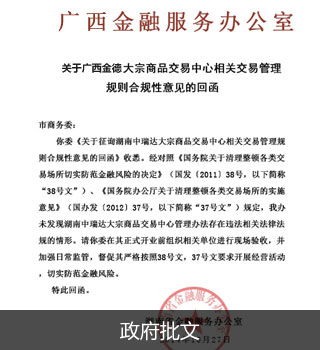 广西金融服务办公室
关于广西金德大宗商品交易中心相关交易管理
规则合规性意见的回函
市商务委:
你委《关于征询湖南中瑞达大宗商品交易中心相关交易管理规
则合规性意见的回函》收悉。经对照《国务院关于清理整顿各类交
易场所切实防范金融风险的决定》（国发【2011】38号，以下简称
“38号文”）、《国务院办公厅关于清理整顿各类交易场所的实施
意见》（国办发【2012】37号，以下简称“37号文”）规定，我办
未发现湖南中瑞达大宗商品交易中心管理办法存在违法相关法律法
规的情形。请你委在其正式开业前组织相关单位进行现场验收，并
加强日常监管，督促其严格按照38号文，37号文要求开展经营活动
，切实防范金融风险。
特此回函。
省金融服务办公室
月27日
政府批文